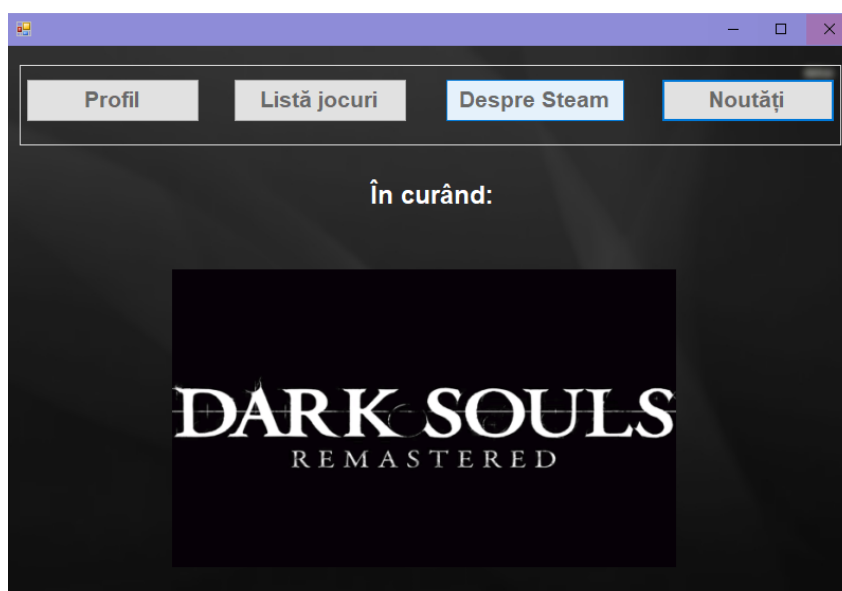 Profil
Listă jocuri
Despre Steam
Noutăți
În curând:
DARK SOULS
REMASTERED